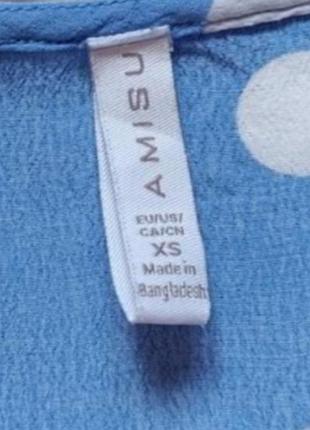 AMISU
EU/US/
CA/CN
XS
Made in
Bangladesh